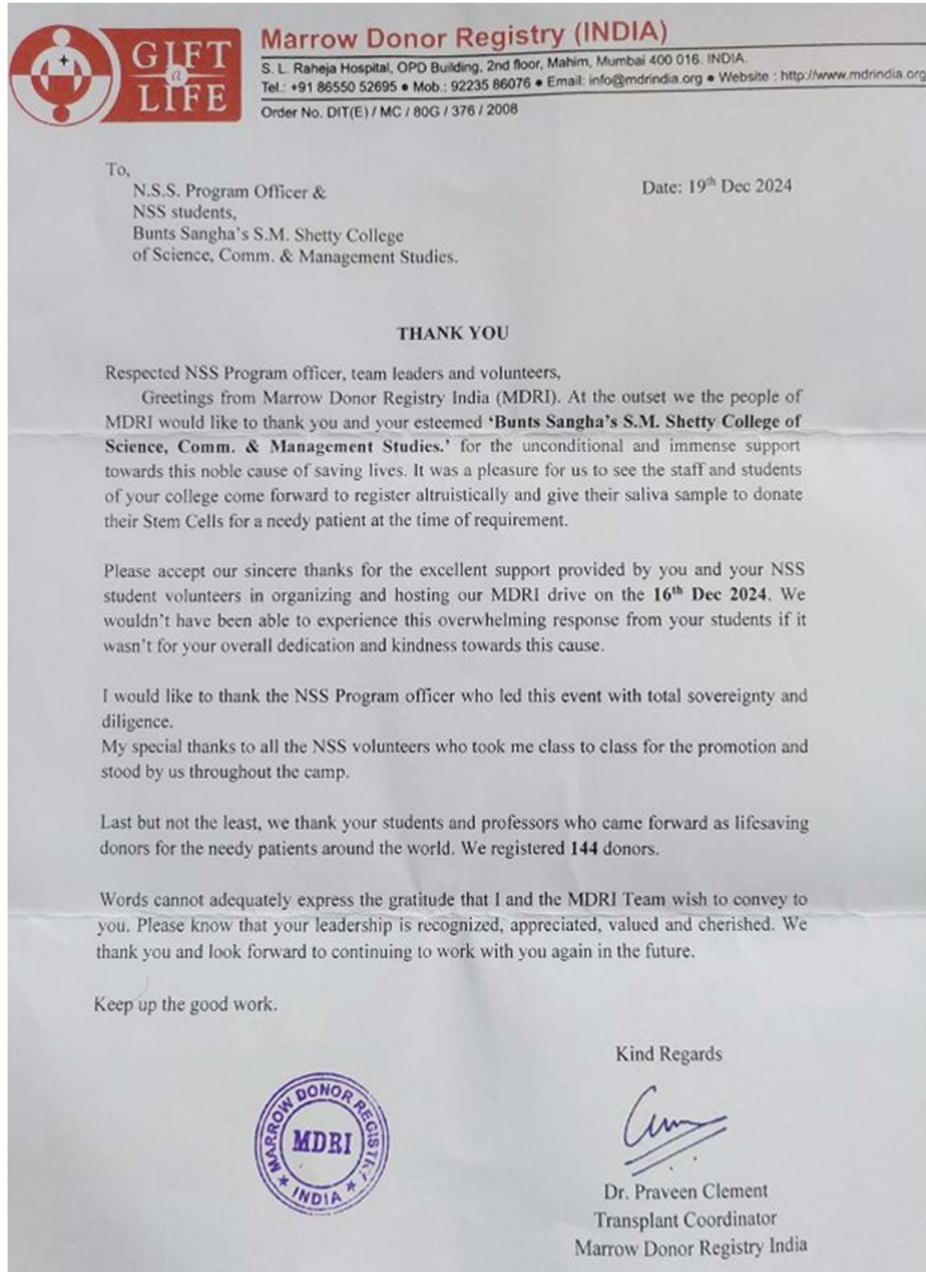 GIFT
a
LIFE
Marrow Donor Registry (INDIA)
S. L. Raheja Hospital, OPD Building, 2nd floor, Mahim, Mumbai 400 016. INDIA.
Tel.: +91 86550 52695 ● Mob.: 92235 86076 ● Email: info@mdrindia.org ● Website : http://www.mdrindia.org
Order No. DIT(E) / MC / 80G / 376 / 2008
To,
N.S.S. Program Officer &
Date: 19th Dec 2024
NSS students,
Bunts Sangha's S.M. Shetty College
of Science, Comm. & Management Studies.
THANK YOU
Respected NSS Program officer, team leaders and volunteers,
Greetings from Marrow Donor Registry India (MDRI). At the outset we the people of
MDRI would like to thank you and your esteemed 'Bunts Sangha's S.M. Shetty College of
Science, Comm. & Management Studies.' for the unconditional and immense support
towards this noble cause of saving lives. It was a pleasure for us to see the staff and students
of your college come forward to register altruistically and give their saliva sample to donate
their Stem Cells for a needy patient at the time of requirement.
Please accept our sincere thanks for the excellent support provided by you and your NSS
student volunteers in organizing and hosting our MDRI drive on the 16th Dec 2024. We
wouldn't have been able to experience this overwhelming response from your students if it
wasn't for your overall dedication and kindness towards this cause.
I would like to thank the NSS Program officer who led this event with total sovereignty and
diligence.
My special thanks to all the NSS volunteers who took me class to class for the promotion and
stood by us throughout the camp.
Last but not the least, we thank your students and professors who came forward as lifesaving
donors for the needy patients around the world. We registered 144 donors.
Words cannot adequately express the gratitude that I and the MDRI Team wish to convey to
you. Please know that your leadership is recognized, appreciated, valued and cherished. We
thank you and look forward to continuing to work with you again in the future.
Keep up the good work.
Kind Regards
MARROW DONOR REGISTRY
MDRI
★ INDIA ★
Dr. Praveen Clement
Transplant Coordinator
Marrow Donor Registry India